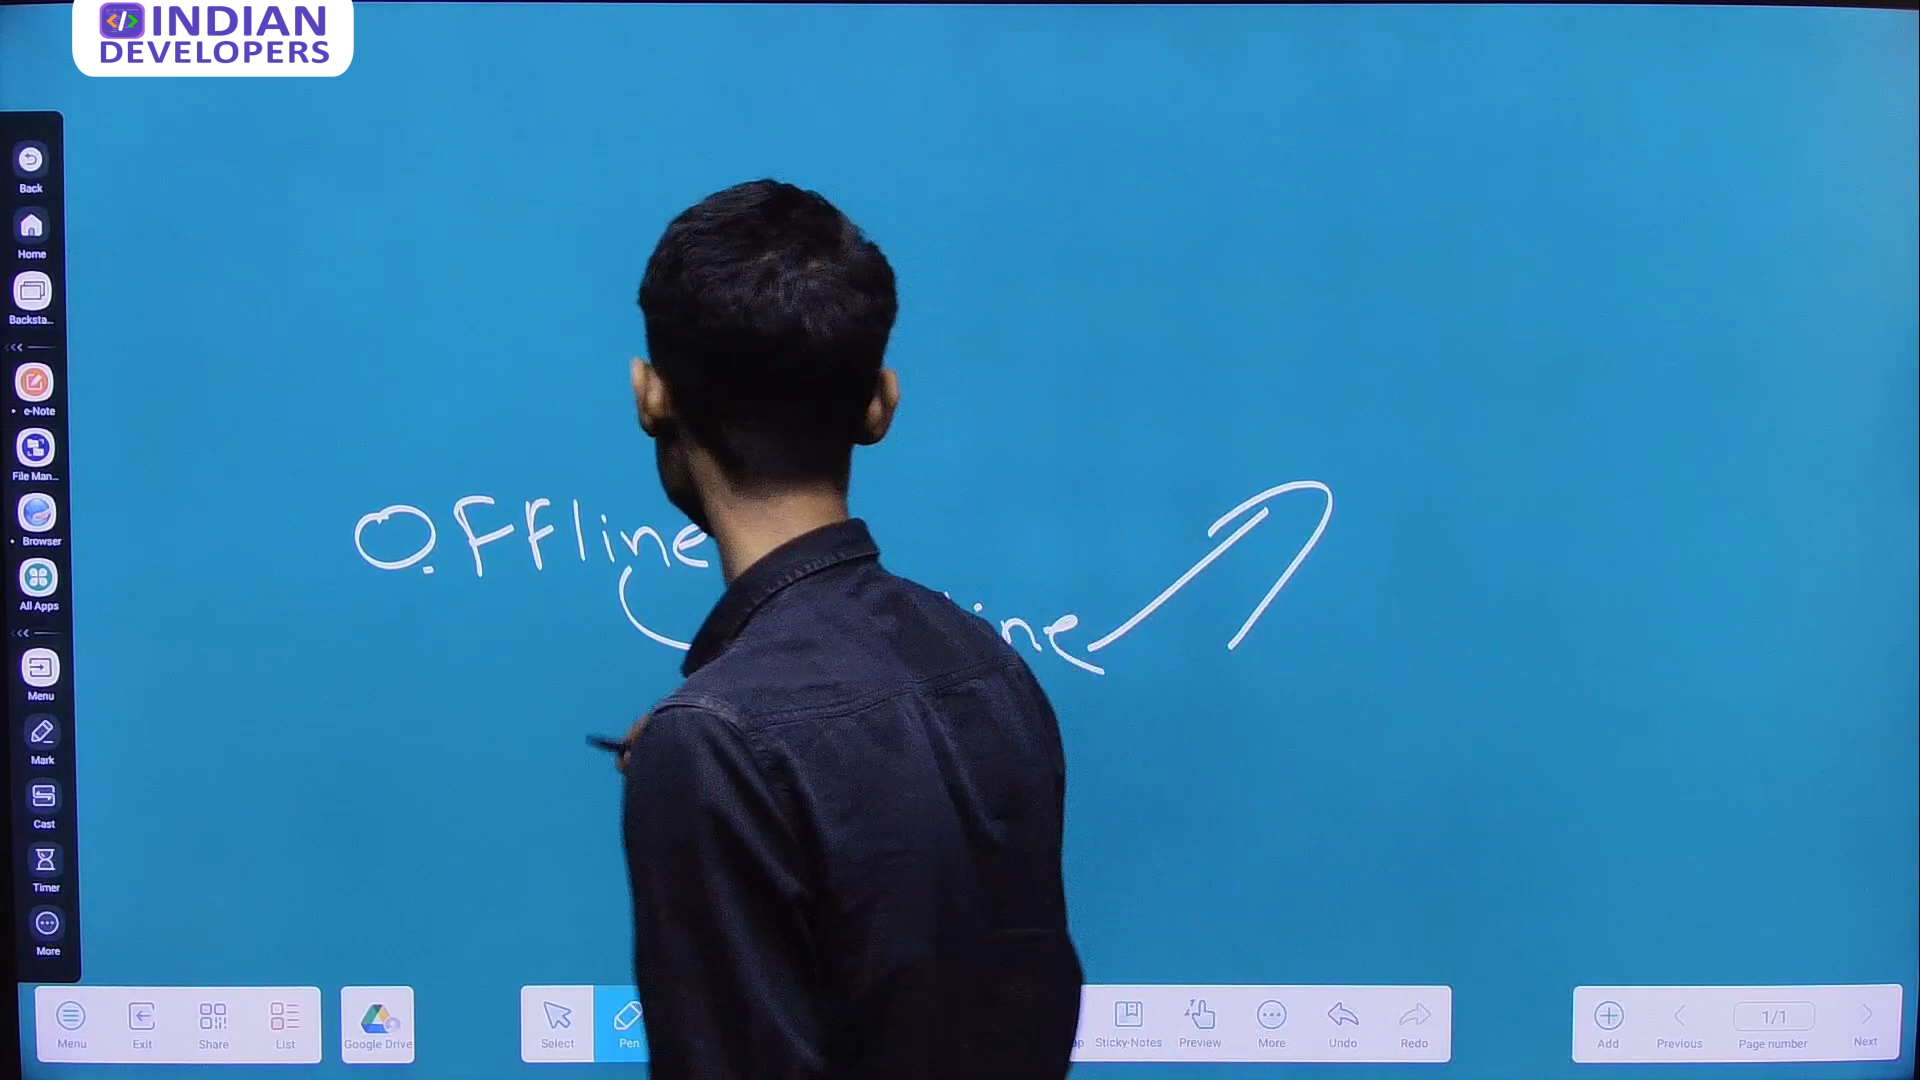 INDIAN
DEVELOPERS
Back
Home
Backsta...
e-Note
File Man...
Browser
All Apps
Menu
Mark
Cast
Timer
More
OFFline
ine
Menu Exit Share List Google Drive Select Pen Sticky-Notes Preview More Undo Redo Add Previous 1/1 Page number Next